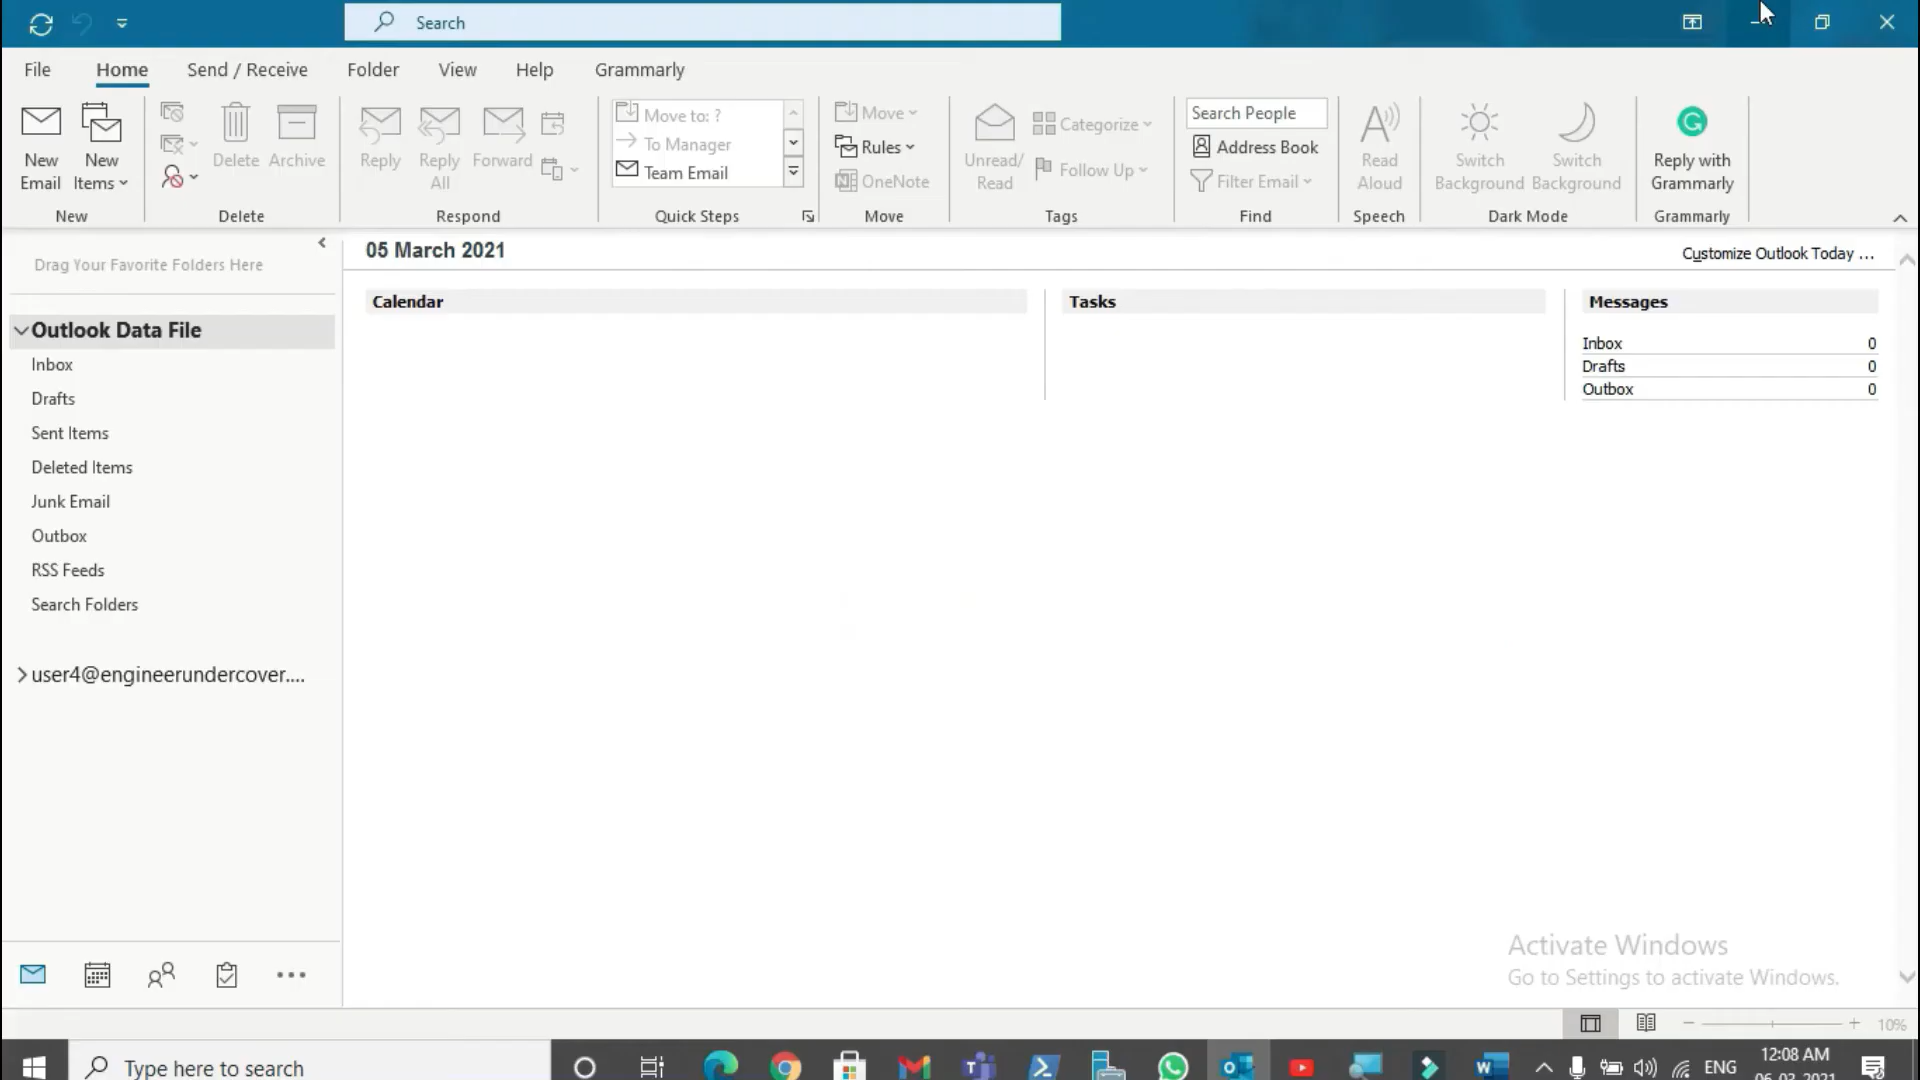 Search
File Home Send / Receive Folder View Help Grammarly
New Email
New Items
Delete
Archive
Reply
Reply All
Forward
Move to: ?
To Manager
Team Email
Move
Rules
OneNote
Unread/ Read
Categorize
Follow Up
Search People
Address Book
Filter Email
Read Aloud
Switch Background
Switch Background
Reply with Grammarly
New Delete Respond Quick Steps Move Tags Find Speech Dark Mode Grammarly
Drag Your Favorite Folders Here
Outlook Data File
Inbox
Drafts
Sent Items
Deleted Items
Junk Email
Outbox
RSS Feeds
Search Folders
user4@engineerundercover....
05 March 2021
Customize Outlook Today ...
Calendar
Tasks
Messages
Inbox 0
Drafts 0
Outbox 0
Activate Windows
Go to Settings to activate Windows.
10%
Type here to search
ENG
12:08 AM
06-03-2021